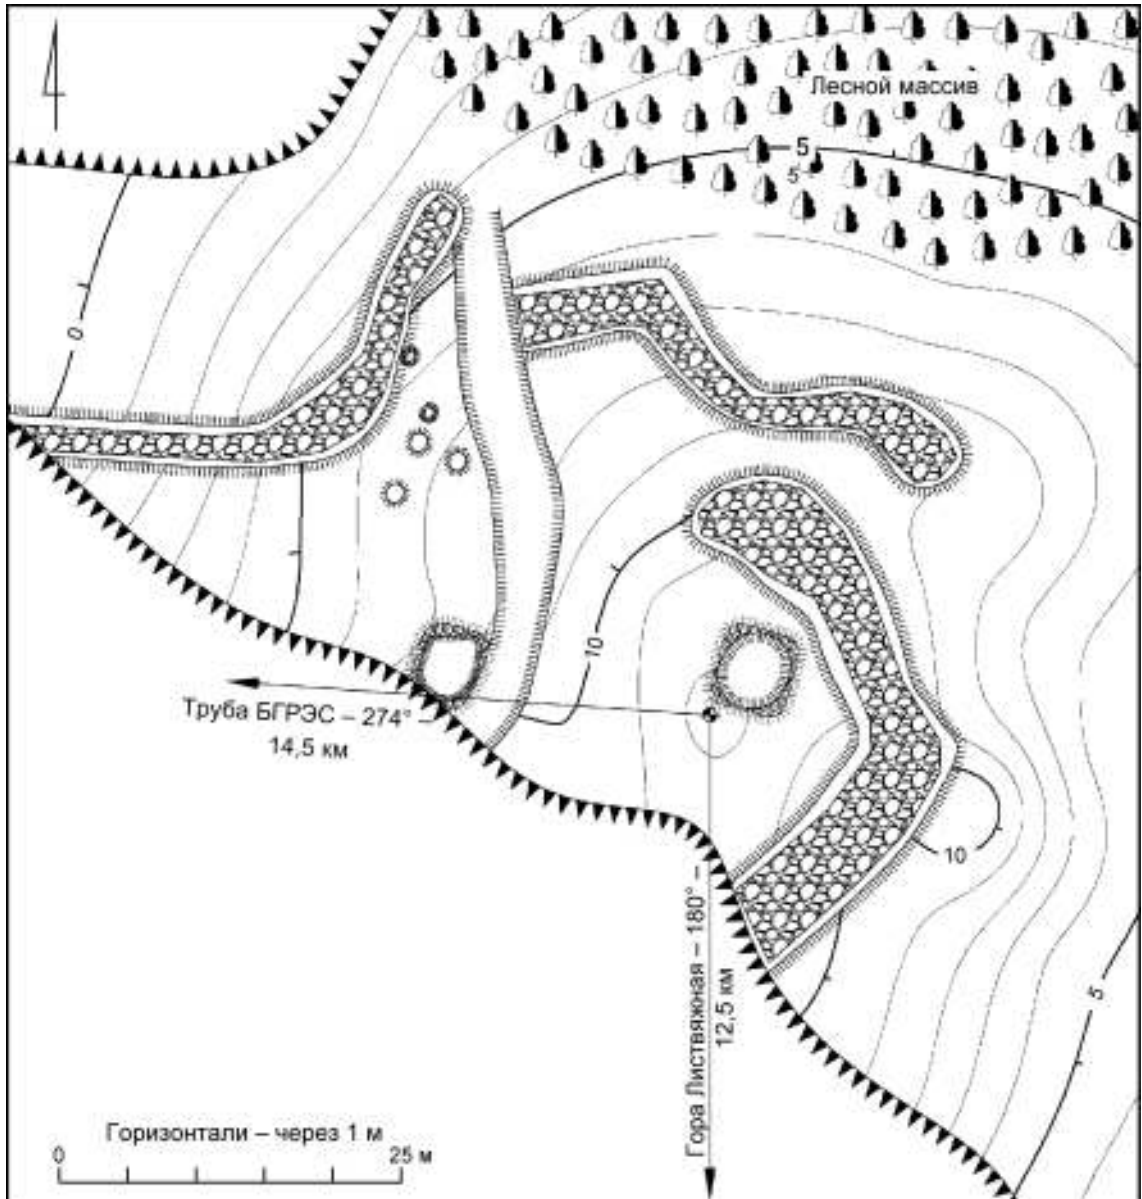 Лесной массив
5
5
0
10
Труба БГРЭС – 274°
14,5 км
10
Гора Листвяжная – 180°
12,5 км
5
Горизонтали – через 1 м
0 25 м